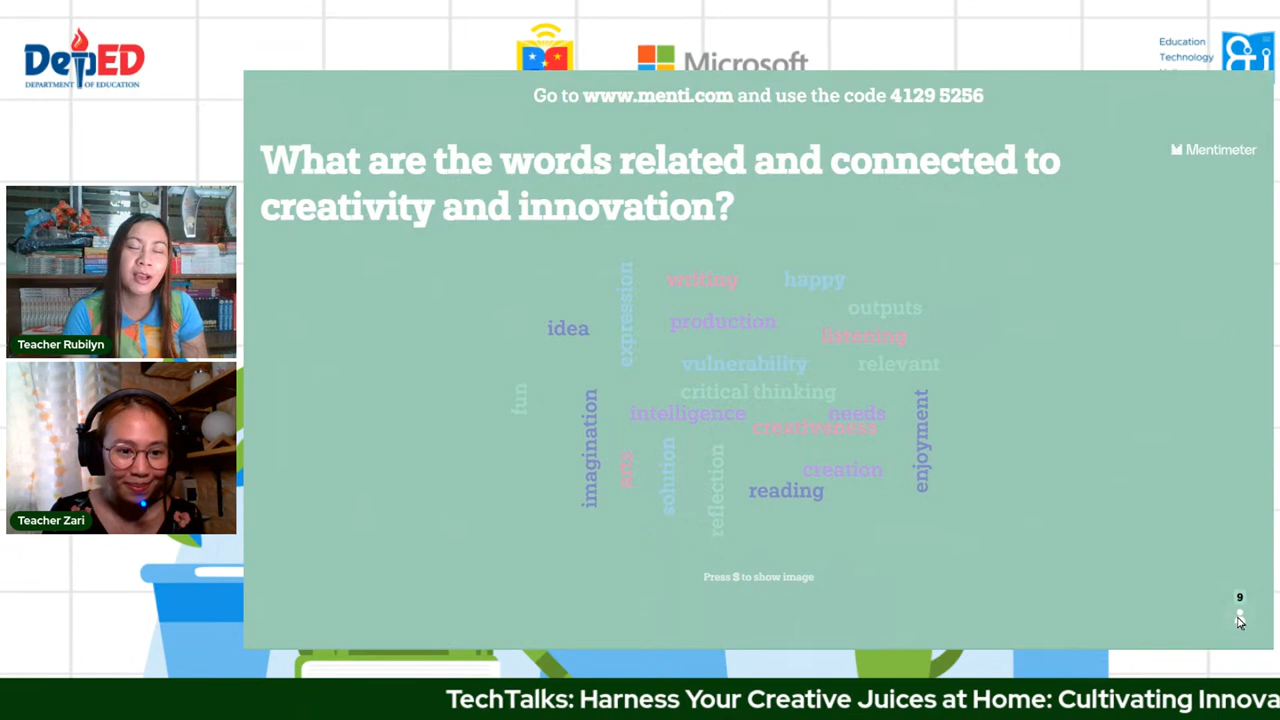 DepED
DEPARTMENT OF EDUCATION
Microsoft
Education
Technology
Go to www.menti.com and use the code 4129 5256
Mentimeter
What are the words related and connected to
creativity and innovation?
writing
happy
expression
outputs
idea
production
listening
vulnerability
relevant
critical thinking
fun
imagination
intelligence
needs
creativeness
enjoyment
arts
solution
reflection
creation
reading
Press S to show image
9
Teacher Rubilyn
Teacher Zari
TechTalks: Harness Your Creative Juices at Home: Cultivating Innova